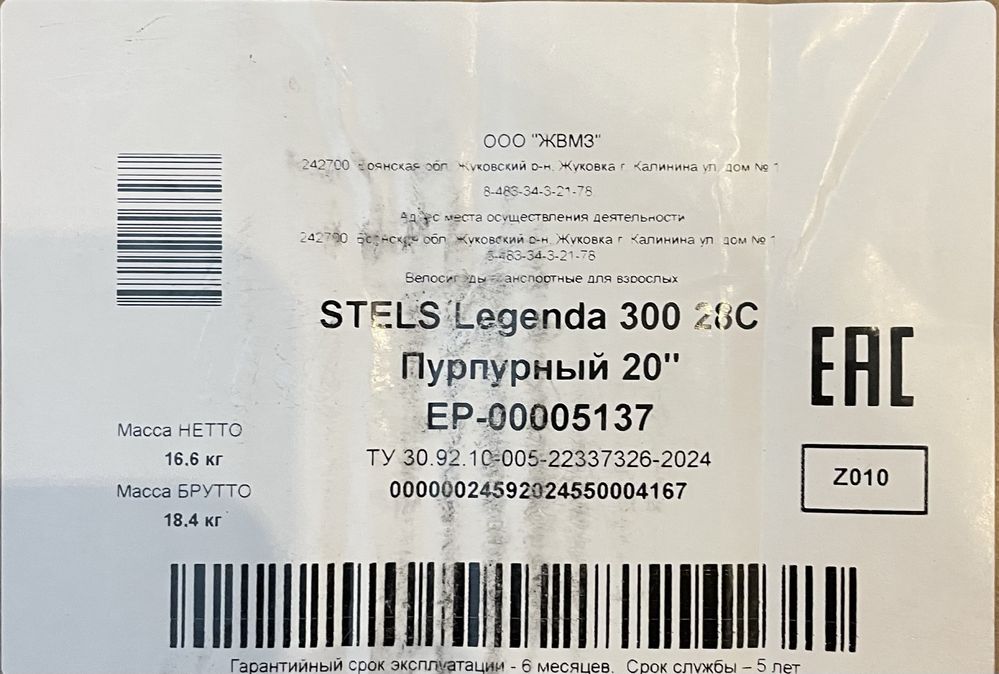 ООО "ЖВМЗ"
242700 Брянская обл. Жуковский р-н, Жуковка г. Калинина ул. дом № 1
8-483-34-3-21-78
Адрес места осуществления деятельности
242700 Брянская обл. Жуковский р-н, Жуковка г. Калинина ул. дом № 1
8-483-34-3-21-78
Велосипеды транспортные для взрослых
STELS Legenda 300 28C
Пурпурный 20"
EP-00005137
ТУ 30.92.10-005-22337326-2024
00000024592024550004167
Масса НЕТТО
16.6 кг
Масса БРУТТО
18.4 кг
EAC
Z010
Гарантийный срок эксплуатации - 6 месяцев. Срок службы – 5 лет